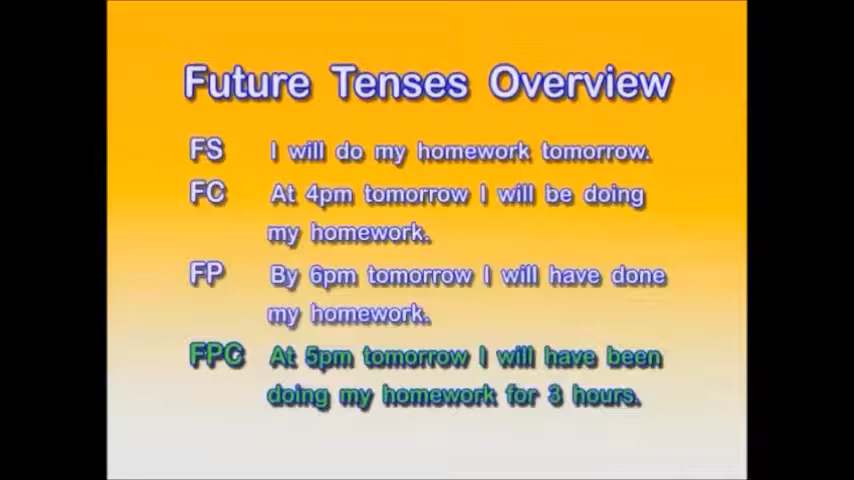 Future Tenses Overview
FS I will do my homework tomorrow.
FC At 4pm tomorrow I will be doing
my homework.
FP By 6pm tomorrow I will have done
my homework.
FPC At 5pm tomorrow I will have been
doing my homework for 3 hours.